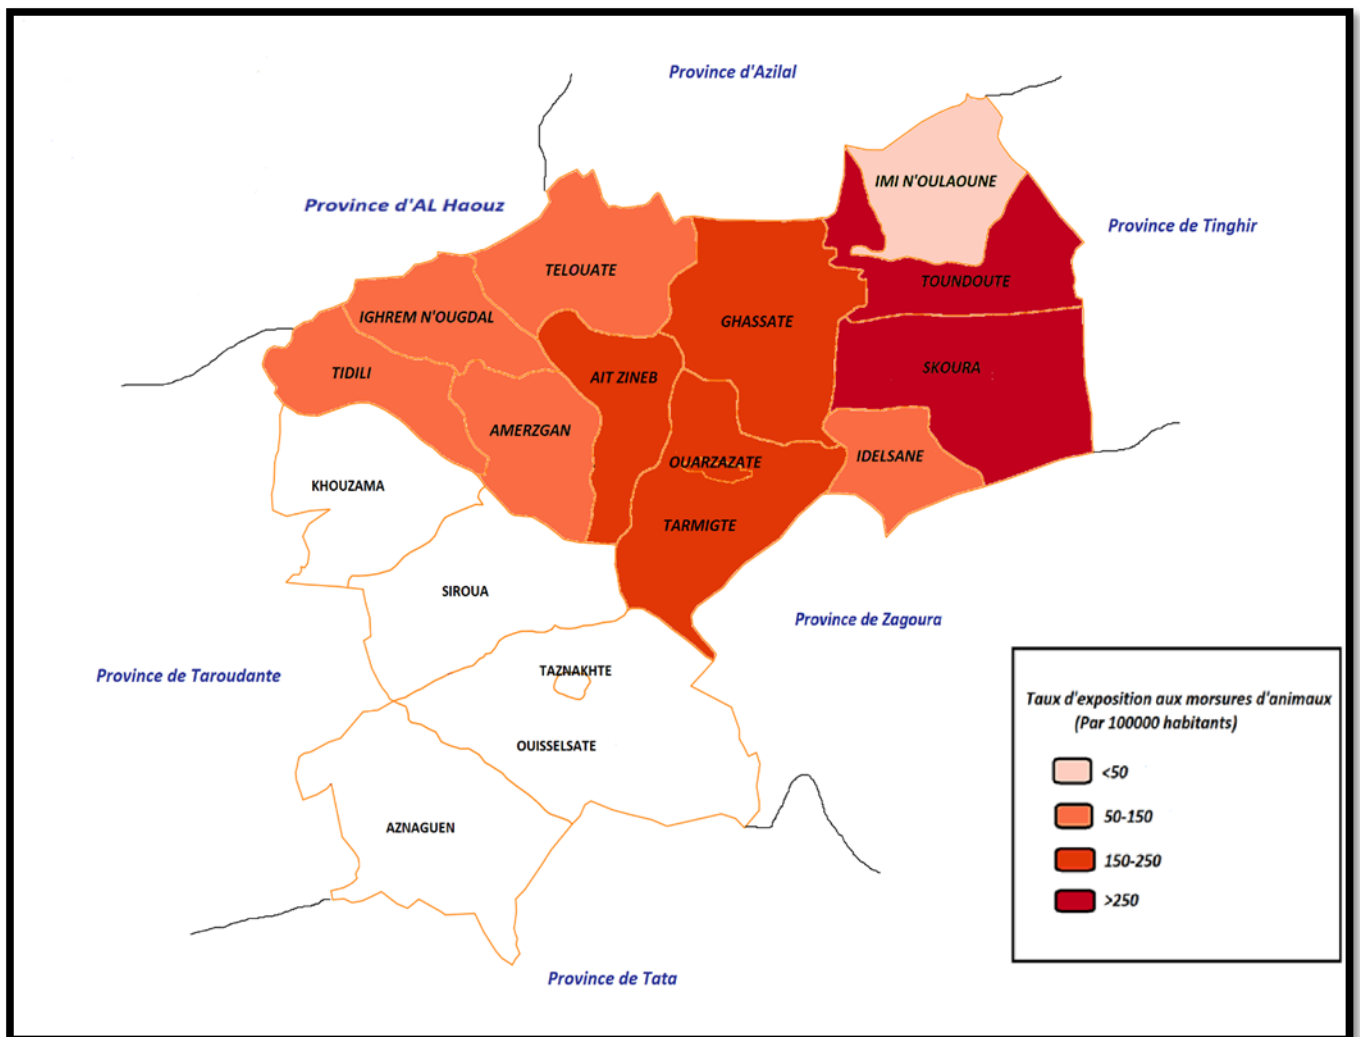 Province d'Azilal
IMI N'OULAOUNE
Province d'AL Haouz
Province de Tinghir
TELOUATE
TOUNDOUTE
IGHREM N'OUGDAL
GHASSATE
TIDILI
AIT ZINEB
SKOURA
AMERZGAN
IDELSANE
OUARZAZATE
KHOUZAMA
TARMIGTE
SIROUA
Province de Zagoura
TAZNAKHTE
Province de Taroudante
OUISSELSATE
AZNAGUEN
Province de Tata
Taux d'exposition aux morsures d'animaux
(Par 100000 habitants)
<50
50-150
150-250
>250